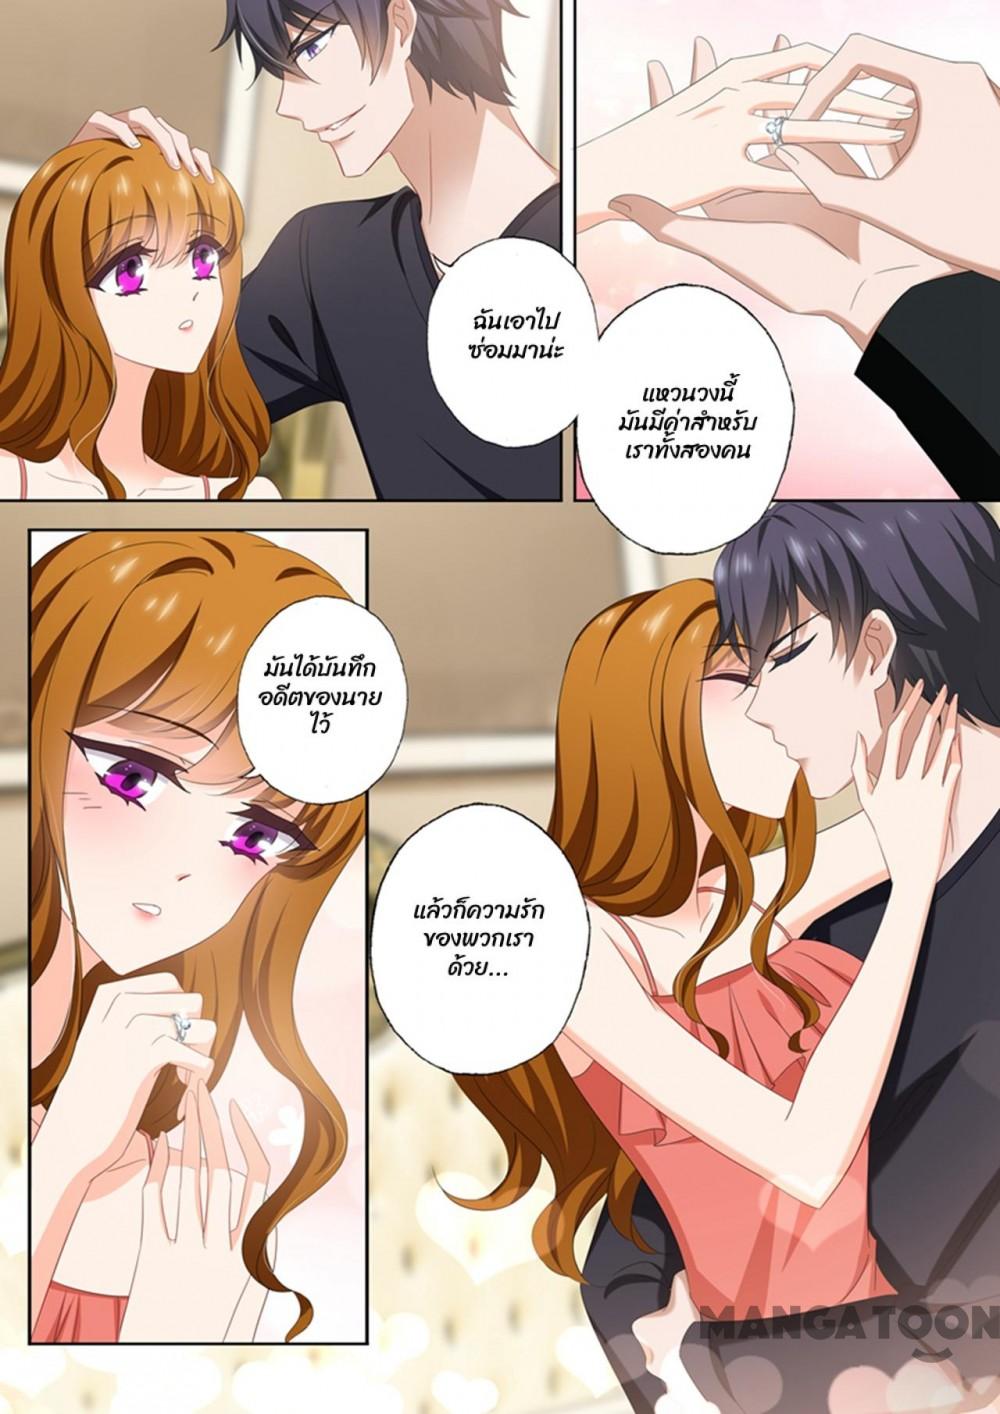 ฉันเอาไป
ซ่อมมาน่ะ
แหวนวงนี้
มันมีค่าสำหรับ
เราทั้งสองคน
มันได้บันทึก
อดีตของนาย
ไว้
แล้วก็ความรัก
ของพวกเรา
ด้วย...
MANGATOON